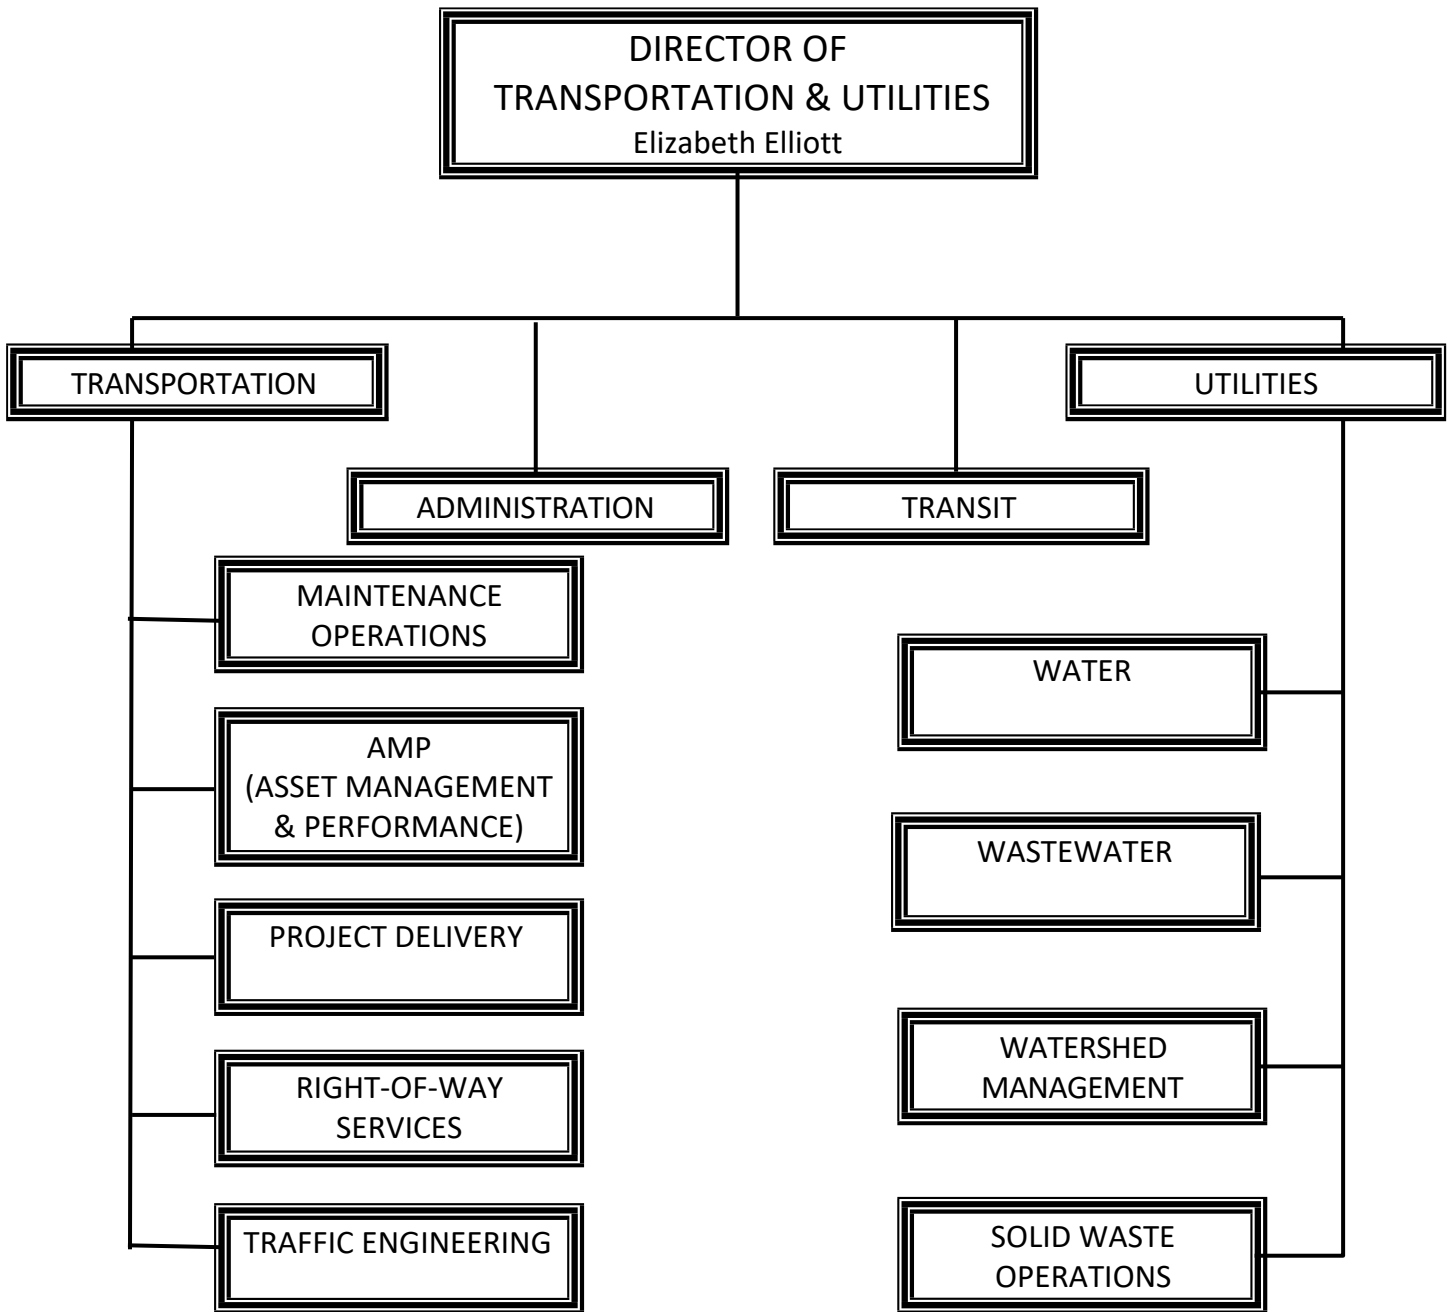 DIRECTOR OF
TRANSPORTATION & UTILITIES
Elizabeth Elliott
TRANSPORTATION
UTILITIES
ADMINISTRATION
TRANSIT
MAINTENANCE
OPERATIONS
AMP
(ASSET MANAGEMENT
& PERFORMANCE)
PROJECT DELIVERY
RIGHT-OF-WAY
SERVICES
TRAFFIC ENGINEERING
WATER
WASTEWATER
WATERSHED
MANAGEMENT
SOLID WASTE
OPERATIONS